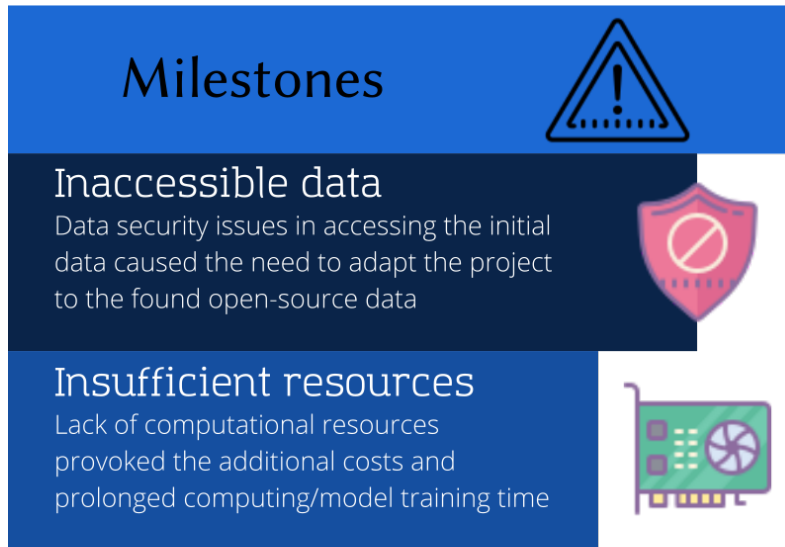 Milestones
Inaccessible data
Data security issues in accessing the initial
data caused the need to adapt the project
to the found open-source data
Insufficient resources
Lack of computational resources
provoked the additional costs and
prolonged computing/model training time